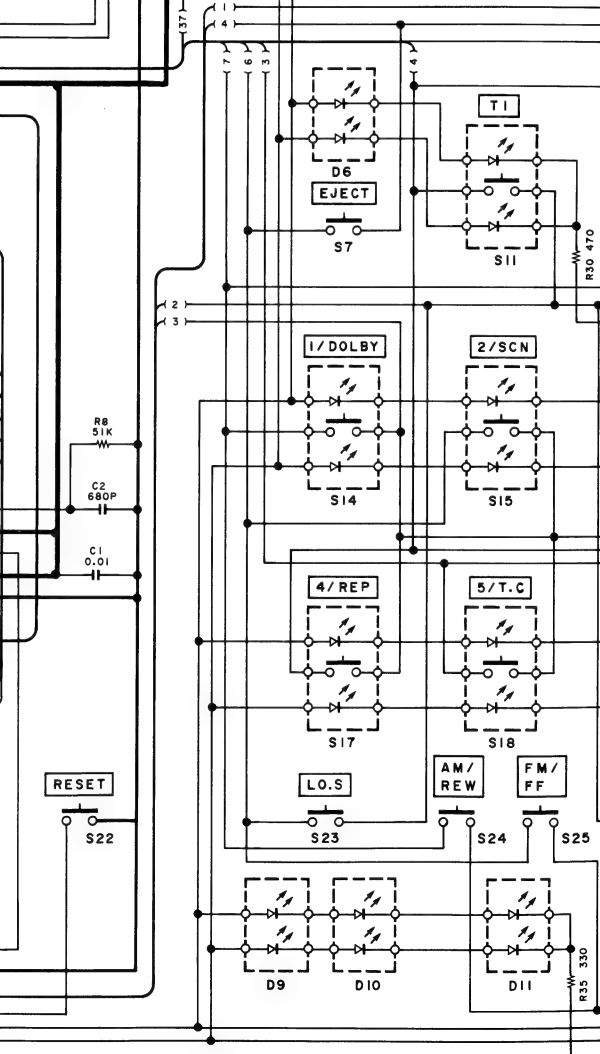 1
4
37
7
6
3
4
T1
D6
EJECT
S7
S11
R30 470
2
3
1/DOLBY
2/SCN
R8
51K
C2
680P
S14
S15
C1
0.01
4/REP
5/T.C
S17
S18
RESET
S22
LO.S
S23
AM/
REW
S24
FM/
FF
S25
D9
D10
D11
R35 330